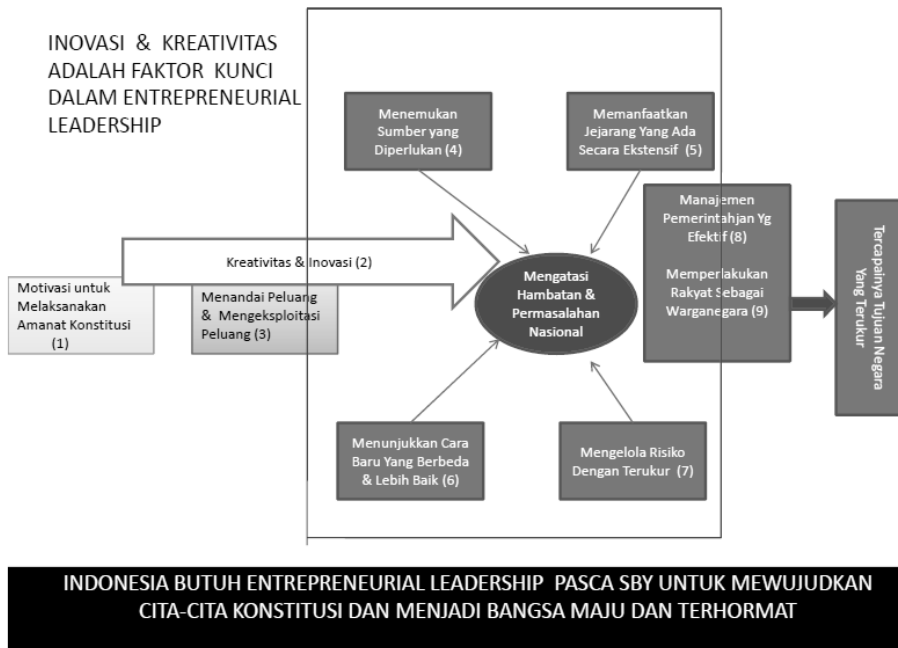 INOVASI & KREATIVITAS
ADALAH FAKTOR KUNCI
DALAM ENTREPRENEURIAL
LEADERSHIP
Menemukan
Sumber yang
Diperlukan (4)
Memanfaatkan
Jejarang Yang Ada
Secara Ekstensif (5)
Kreativitas & Inovasi (2)
Motivasi untuk
Melaksanakan
Amanat Konstitusi
(1)
Menandai Peluang
& Mengeksploitasi
Peluang (3)
Mengatasi
Hambatan &
Permasalahan
Nasional
Manajemen
Pemerintahjan Yg
Efektif (8)
Memperlakukan
Rakyat Sebagai
Warganegara (9)
Tercapainya Tujuan Negara
Yang Terukur
Menunjukkan Cara
Baru Yang Berbeda
& Lebih Baik (6)
Mengelola Risiko
Dengan Terukur (7)
INDONESIA BUTUH ENTREPRENEURIAL LEADERSHIP PASCA SBY UNTUK MEWUJUDKAN
CITA-CITA KONSTITUSI DAN MENJADI BANGSA MAJU DAN TERHORMAT